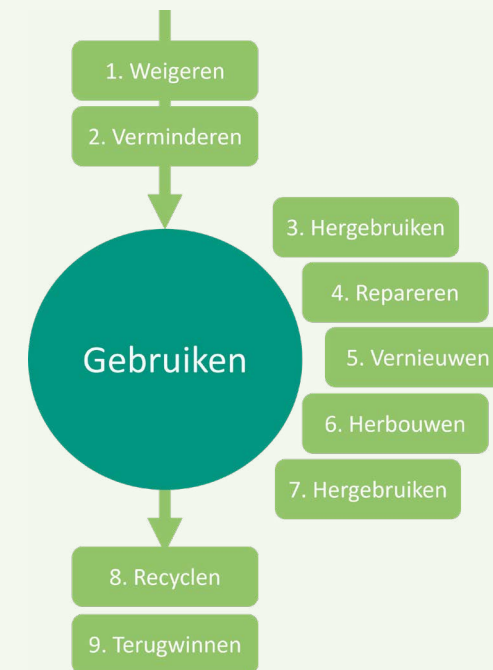 1. Weigeren
2. Verminderen
3. Hergebruiken
4. Repareren
Gebruiken
5. Vernieuwen
6. Herbouwen
7. Hergebruiken
8. Recyclen
9. Terugwinnen